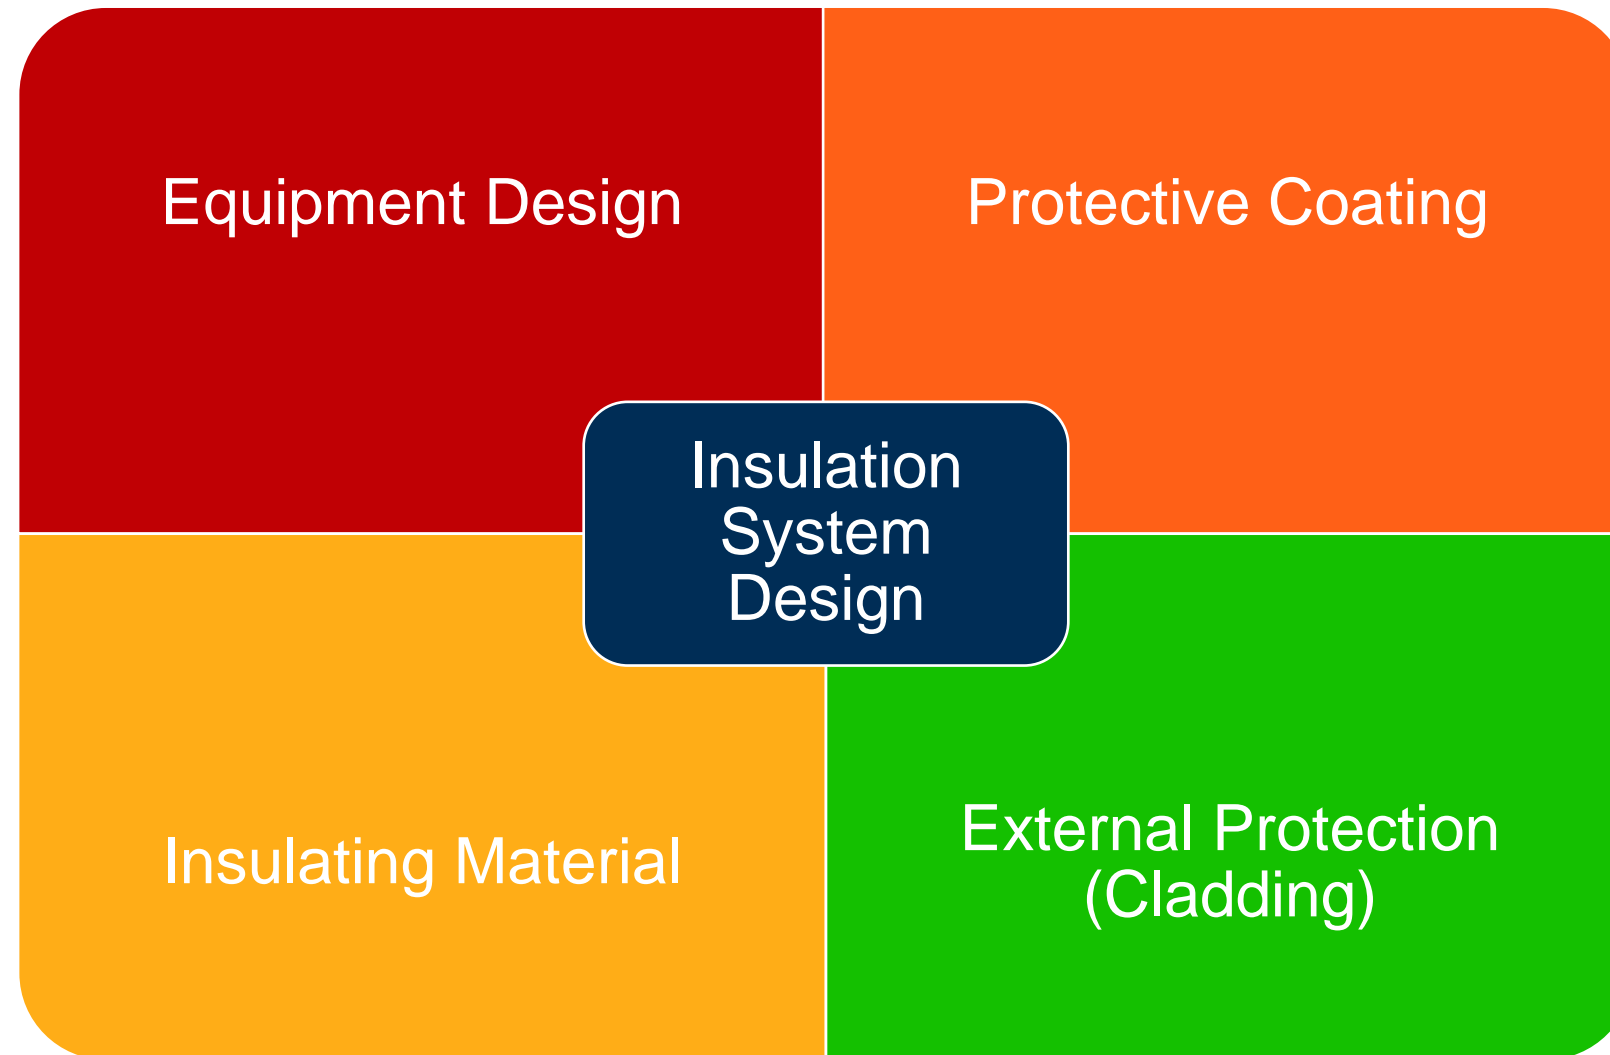 Equipment Design
Protective Coating
Insulation
System
Design
Insulating Material
External Protection
(Cladding)